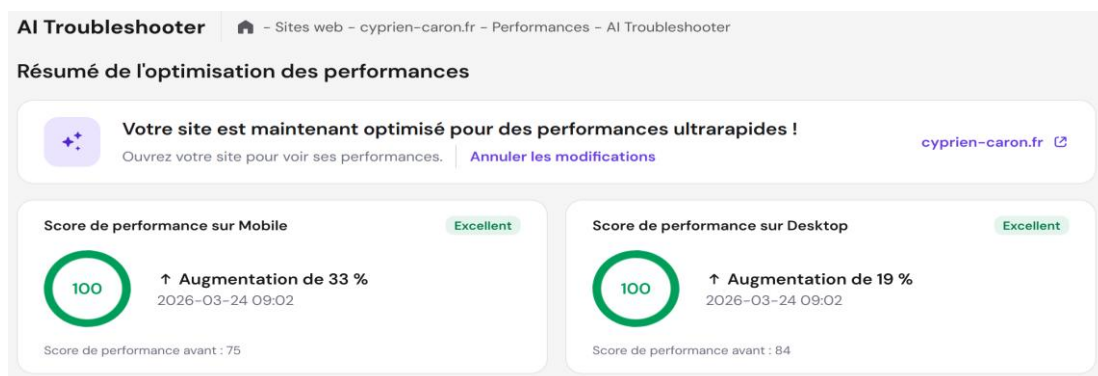 AI Troubleshooter - Sites web - cyprien-caron.fr - Performances - AI Troubleshooter
Résumé de l'optimisation des performances
Votre site est maintenant optimisé pour des performances ultrarapides !
Ouvrez votre site pour voir ses performances. Annuler les modifications
cyprien-caron.fr
Score de performance sur Mobile Excellent
100
↑ Augmentation de 33 %
2026-03-24 09:02
Score de performance avant : 75
Score de performance sur Desktop Excellent
100
↑ Augmentation de 19 %
2026-03-24 09:02
Score de performance avant : 84